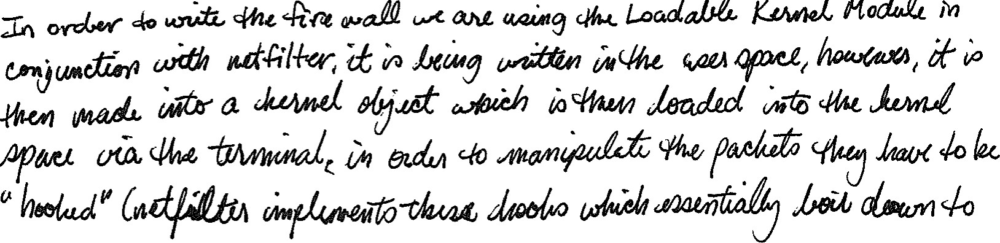 In order to write the fire wall we are using the Loadable Kernel Module in
conjunction with netfilter, it is being written in the user space, however, it is
then made into a kernel object which is then loaded into the kernel
space via the terminal, in order to manipulate the packets they have to be
"hooked" (netfilter implements these hooks which essentially boil down to